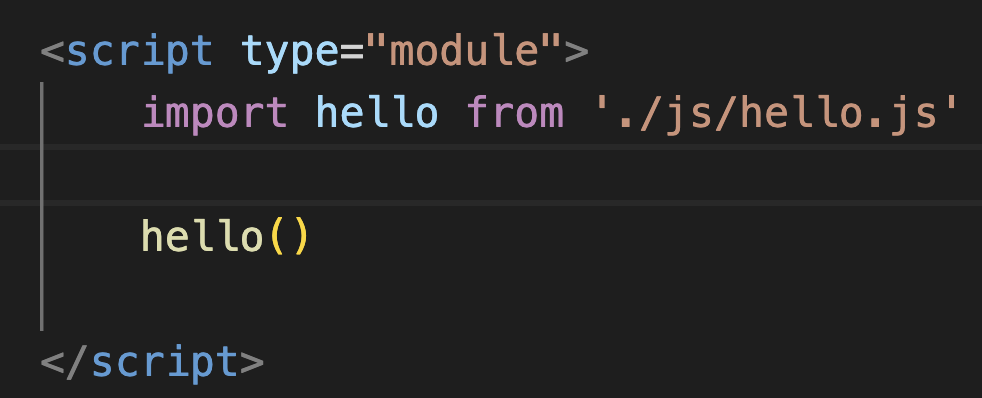 <script type="module">
import hello from './js/hello.js'
hello()
</script>